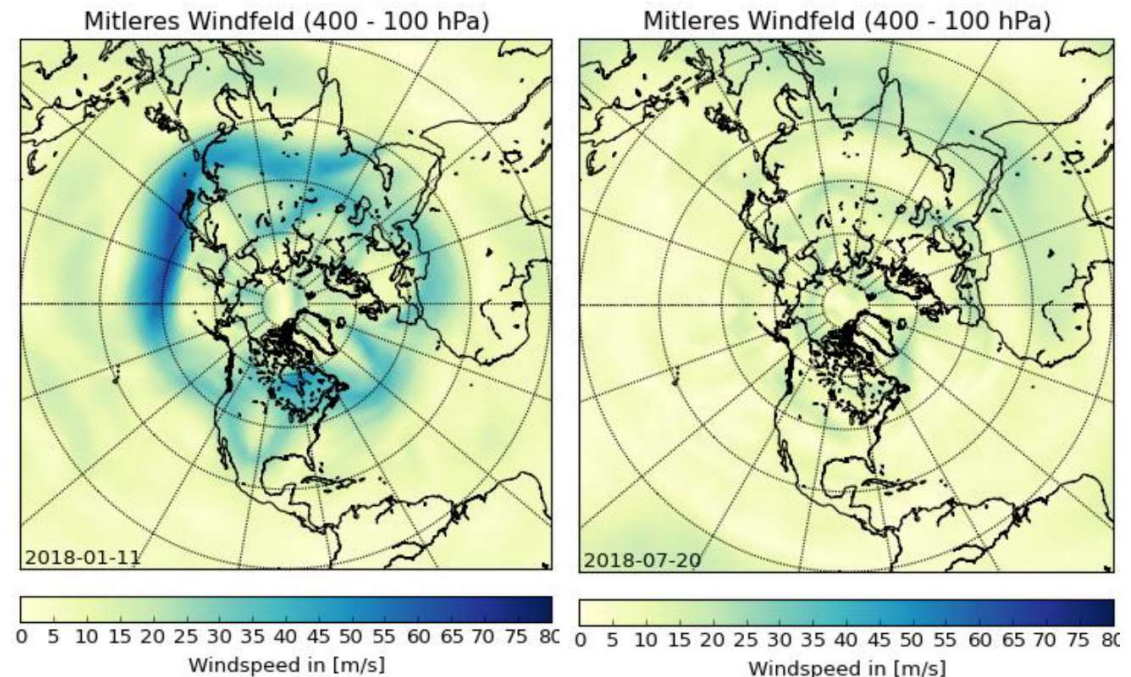 Mitleres Windfeld (400 - 100 hPa)
2018-01-11
0 5 10 15 20 25 30 35 40 45 50 55 60 65 70 75 80
Windspeed in [m/s]
Mitleres Windfeld (400 - 100 hPa)
2018-07-20
0 5 10 15 20 25 30 35 40 45 50 55 60 65 70 75 80
Windspeed in [m/s]